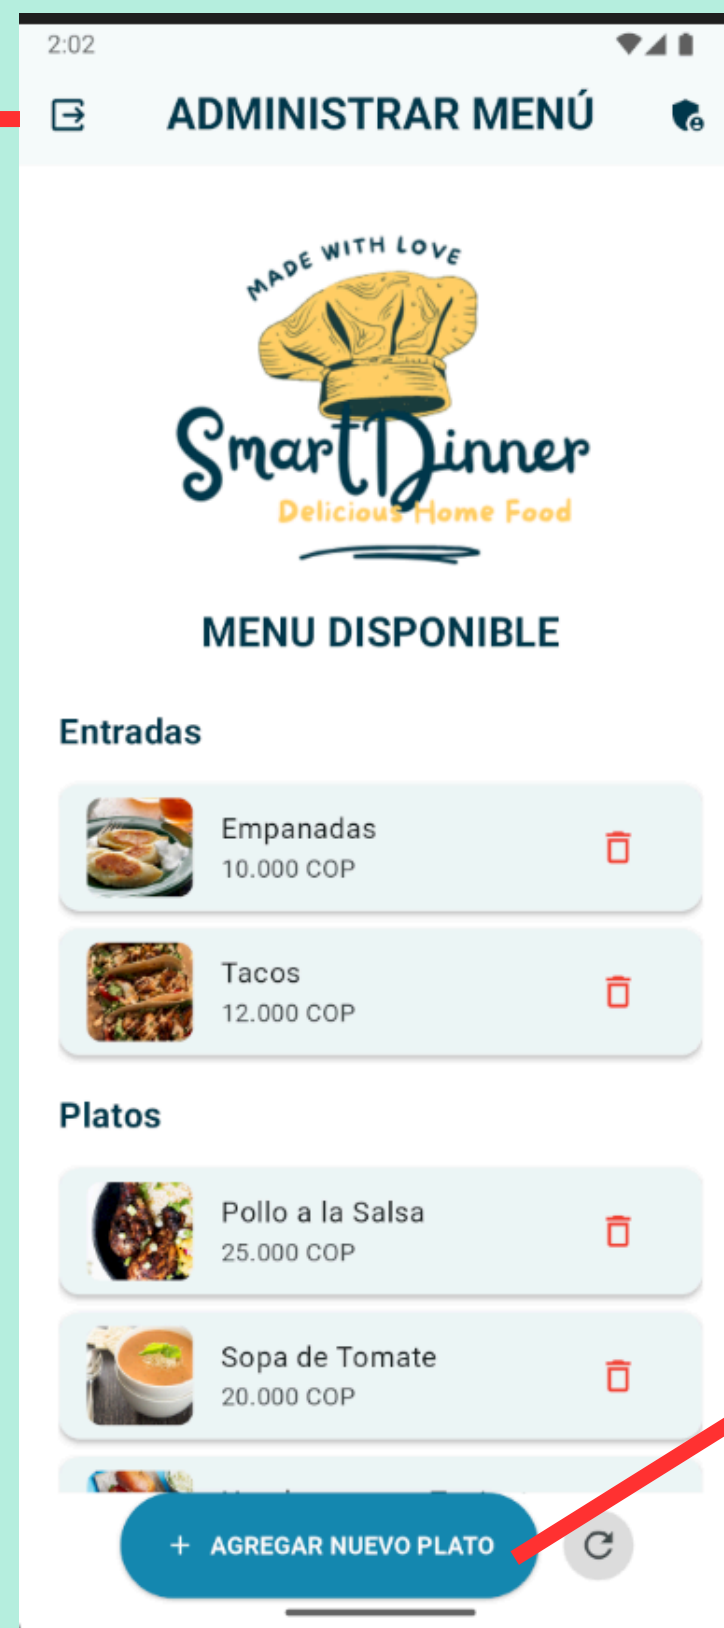 2:02
ADMINISTRAR MENÚ
MADE WITH LOVE
SmartDinner
Delicious Home Food
MENU DISPONIBLE
Entradas
Empanadas
10.000 COP
Tacos
12.000 COP
Platos
Pollo a la Salsa
25.000 COP
Sopa de Tomate
20.000 COP
+ AGREGAR NUEVO PLATO